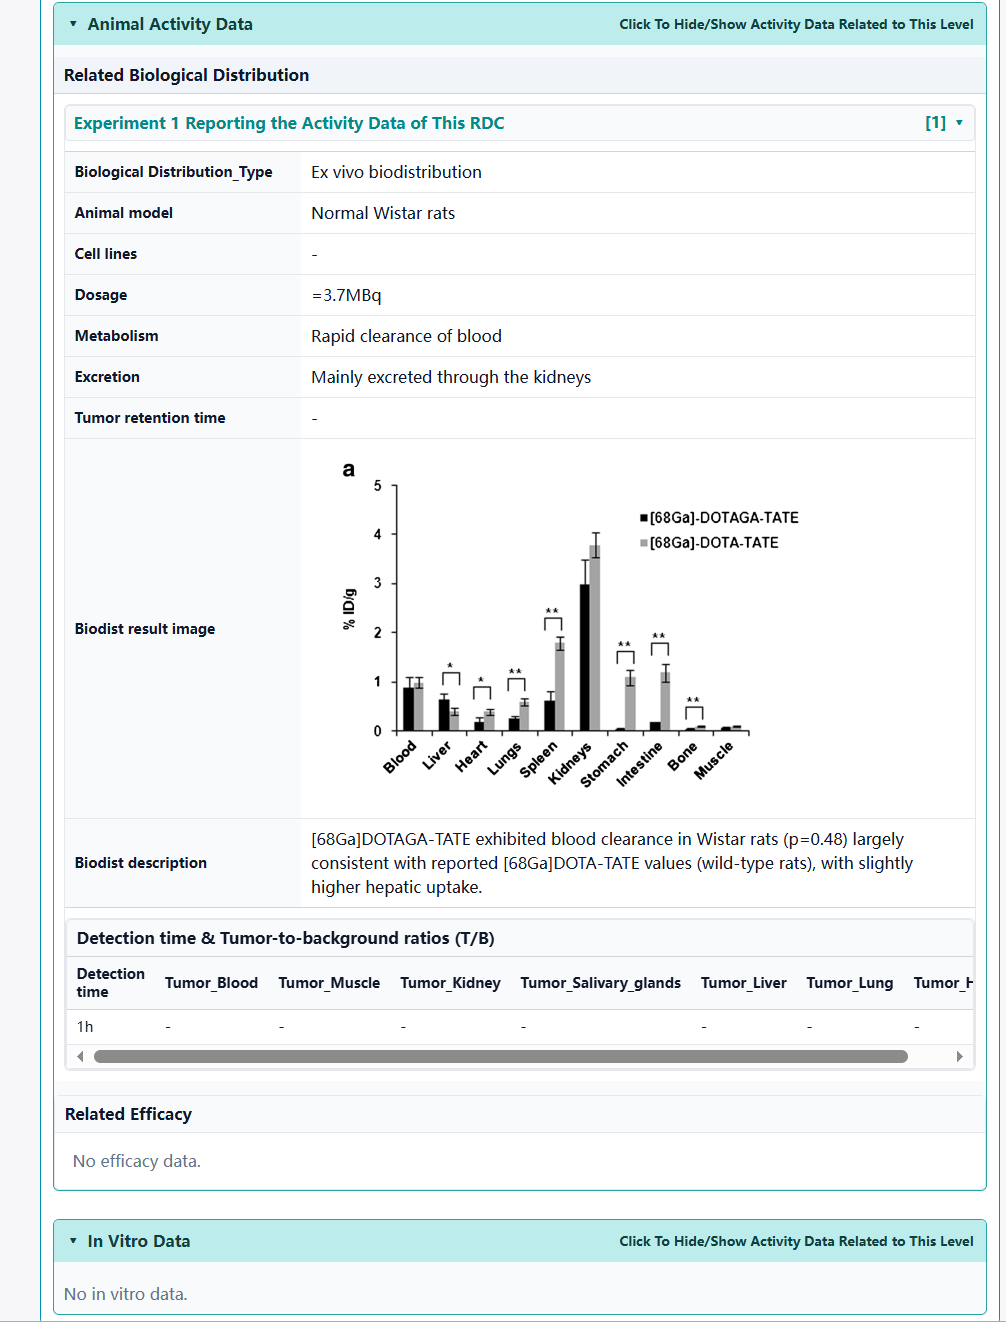 ▼ Animal Activity Data Click To Hide/Show Activity Data Related to This Level
Related Biological Distribution
Experiment 1 Reporting the Activity Data of This RDC [1] ▼
Biological Distribution_Type Ex vivo biodistribution
Animal model Normal Wistar rats
Cell lines -
Dosage =3.7MBq
Metabolism Rapid clearance of blood
Excretion Mainly excreted through the kidneys
Tumor retention time -
Biodist result image
a
5
4
3
2
1
0
% ID/g
[68Ga]-DOTAGA-TATE
[68Ga]-DOTA-TATE
* * ** ** ** ** **
Blood Liver Heart Lungs Spleen Kidneys Stomach Intestine Bone Muscle
Biodist description
[68Ga]DOTAGA-TATE exhibited blood clearance in Wistar rats (p=0.48) largely
consistent with reported [68Ga]DOTA-TATE values (wild-type rats), with slightly
higher hepatic uptake.
Detection time & Tumor-to-background ratios (T/B)
Detection
time
Tumor_Blood Tumor_Muscle Tumor_Kidney Tumor_Salivary_glands Tumor_Liver Tumor_Lung Tumor_H
1h - - - - - - -
Related Efficacy
No efficacy data.
▼ In Vitro Data Click To Hide/Show Activity Data Related to This Level
No in vitro data.